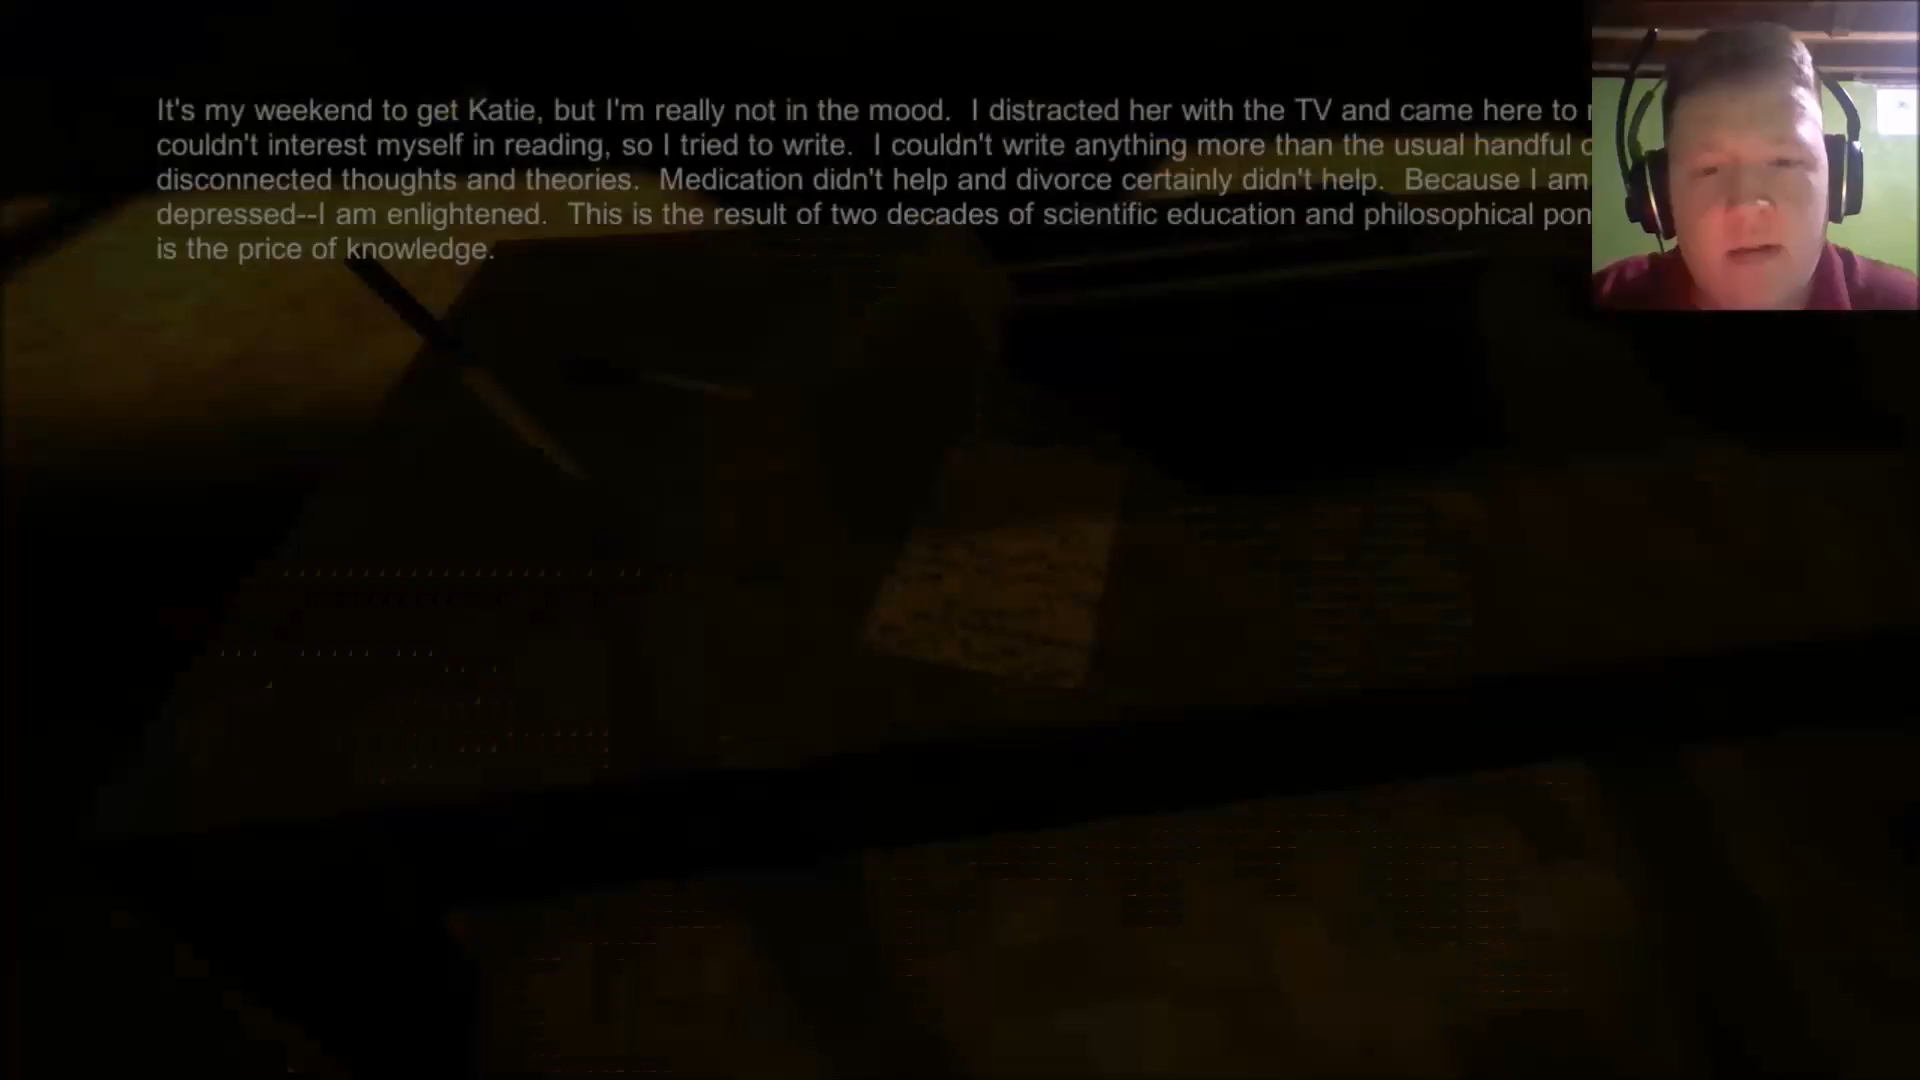 It's my weekend to get Katie, but I'm really not in the mood.  I distracted her with the TV and came here to
couldn't interest myself in reading, so I tried to write.  I couldn't write anything more than the usual handful
disconnected thoughts and theories.  Medication didn't help and divorce certainly didn't help.  Because I am
depressed--I am enlightened.  This is the result of two decades of scientific education and philosophical
is the price of knowledge.